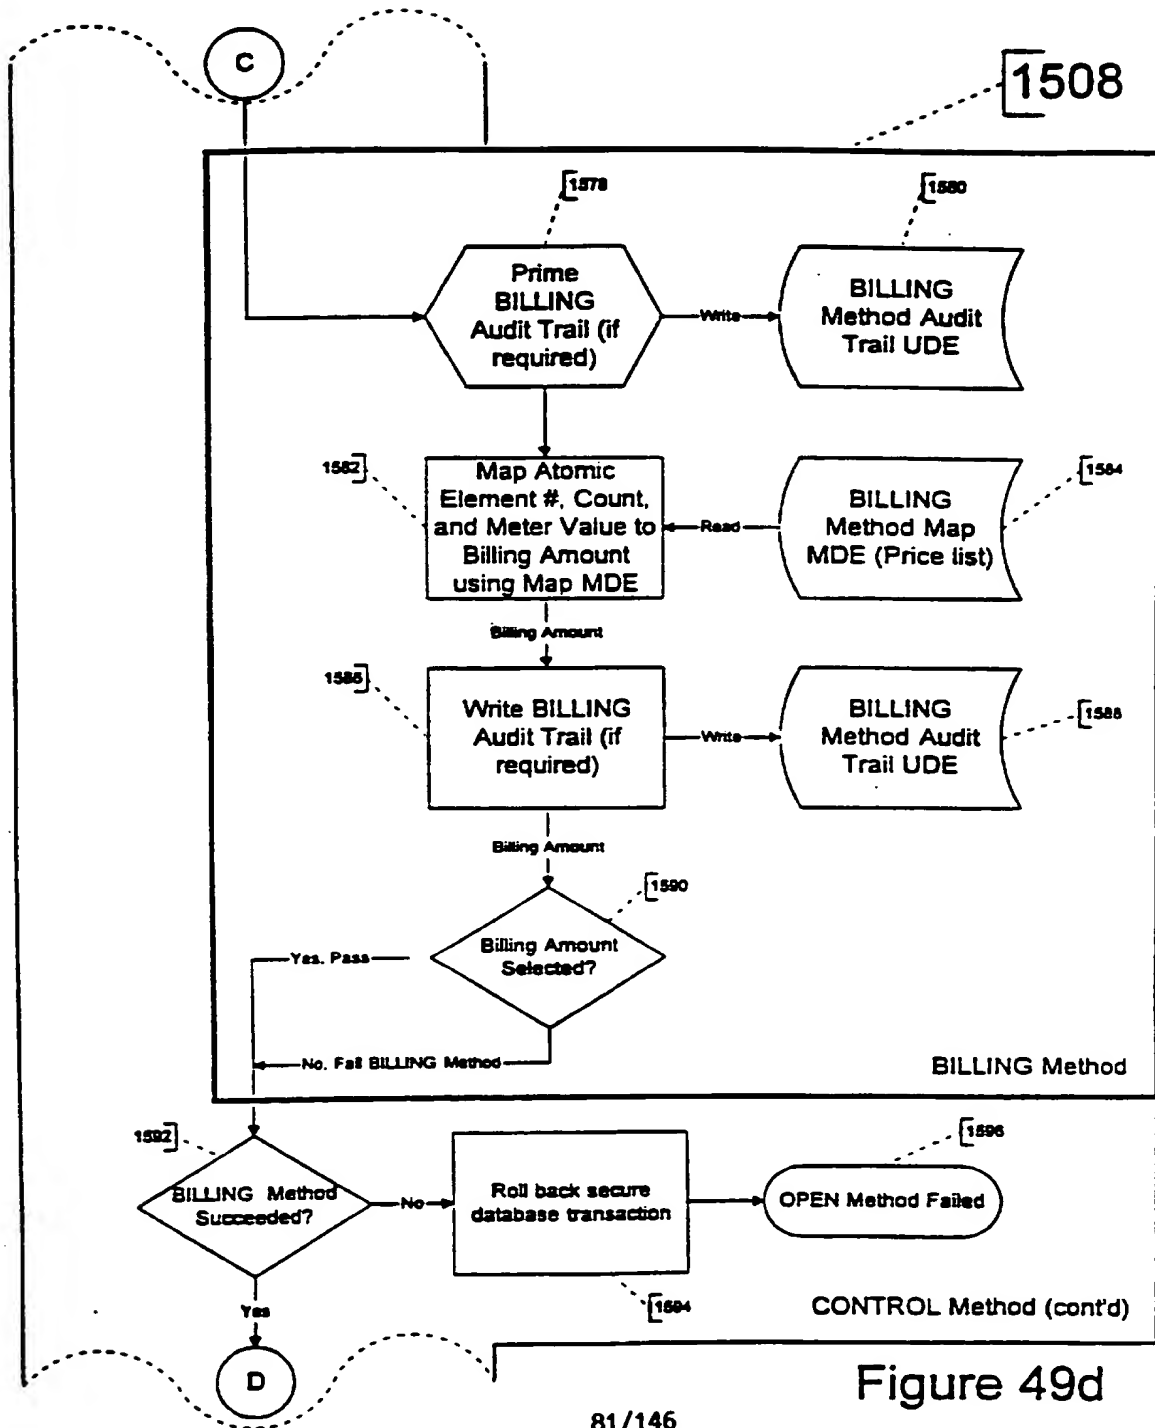 C
1508
1578
1580
Prime
BILLING
Audit Trail (if
required)
Write
BILLING
Method Audit
Trail UDE
1582
Map Atomic
Element #, Count,
and Meter Value to
Billing Amount
using Map MDE
Read
BILLING
Method Map
MDE (Price list)
1584
Billing Amount
1586
Write BILLING
Audit Trail (if
required)
Write
BILLING
Method Audit
Trail UDE
1588
Billing Amount
1590
Billing Amount
Selected?
Yes. Pass
No. Fail BILLING Method
BILLING Method
1592
BILLING Method
Succeeded?
No
Roll back secure
database transaction
1596
OPEN Method Failed
1594
Yes
CONTROL Method (cont'd)
D
Figure 49d
81/146